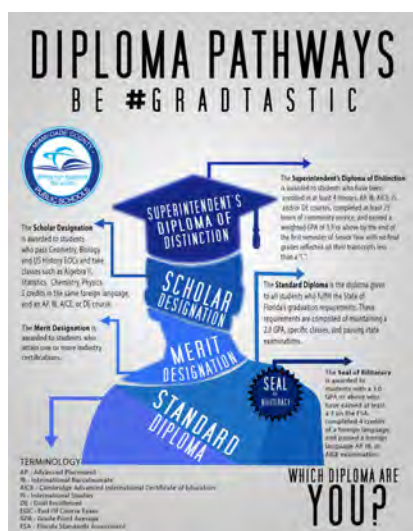 DIPLOMA PATHWAYS
BE #GRADTASTIC
MIAMI-DADE COUNTY
PUBLIC SCHOOLS
SUPERINTENDENT'S
DIPLOMA OF
DISTINCTION
The Superintendent's Diploma of Distinction
is awarded to students who have been
enrolled in at least 4 Honors, AP, IB, AICE, IS,
and/or DE courses, completed at least 75
hours of community service, and earned a
weighted GPA of
or above by the end of
the first semester of Senior Year with no final
grades reflected on their transcripts less
than a "C".
The Scholar Designation
is awarded to students
who pass Geometry, Biology
and US History EOCs and take
classes such as Algebra II,
Statistics, Chemistry, Physics
2 credits in the same foreign language,
and an AP, IB, AICE, or DE course.
SCHOLAR
DESIGNATION
The Standard Diploma is the diploma given
to all students who fulfill the State of
Florida's graduation requirements. These
requirements are comprised of maintaining a
2.0 GPA, specific classes, and passing state
examinations.
The Merit Designation is
awarded to students who
attain one or more industry
certifications.
MERIT
DESIGNATION
SEAL
OF
BILITERACY
The Seal of Biliteracy
is awarded to
students with a 3.0
GPA or above who
have earned at least
a 4 on the FSA,
completed 4 credits
of a foreign language,
and passed a foreign
language AP, IB, or
AICE examination.
STANDARD
DIPLOMA
TERMINOLOGY
AP - Advanced Placement
IB - International Baccalaureate
AICE - Cambridge Advanced International Certificate of Education
IS - International Studies
DE - Dual Enrollment
EOC - End Of Course Exam
GPA - Grade Point Average
FSA - Florida Standards Assessment
WHICH DIPLOMA ARE
YOU?